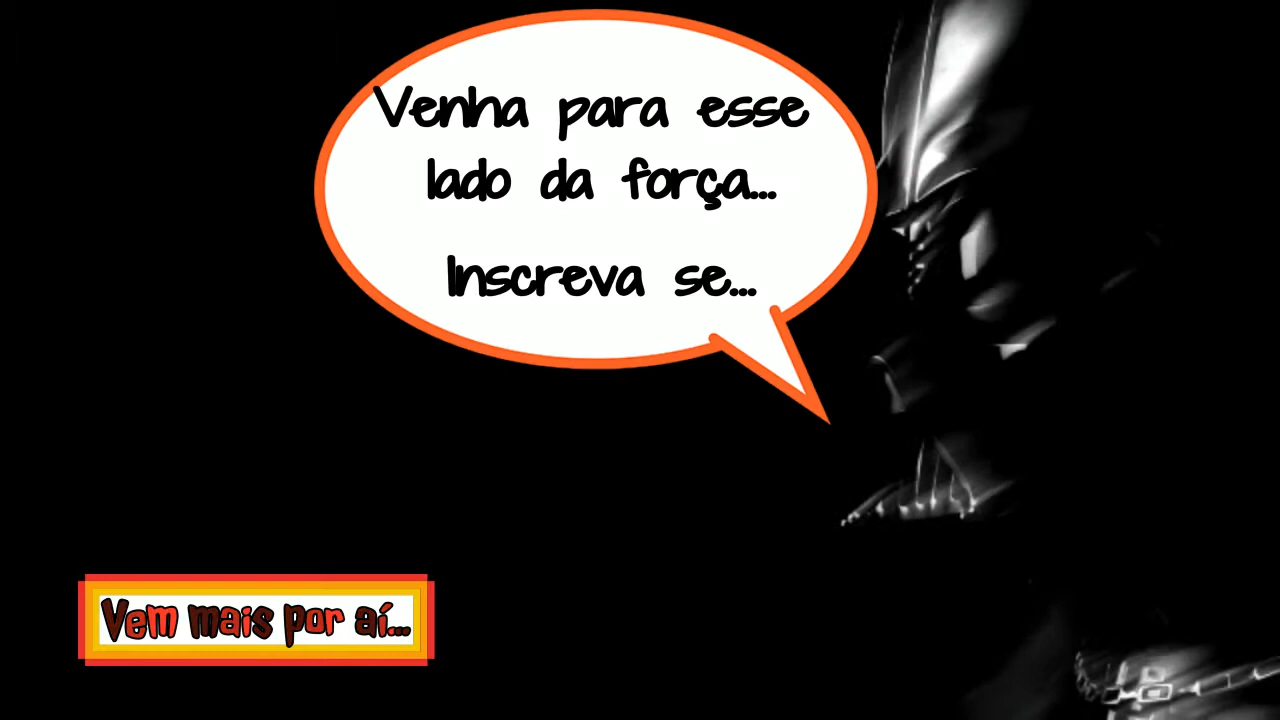 Venha para esse
lado da força...
Inscreva se...
Vem mais por aí...